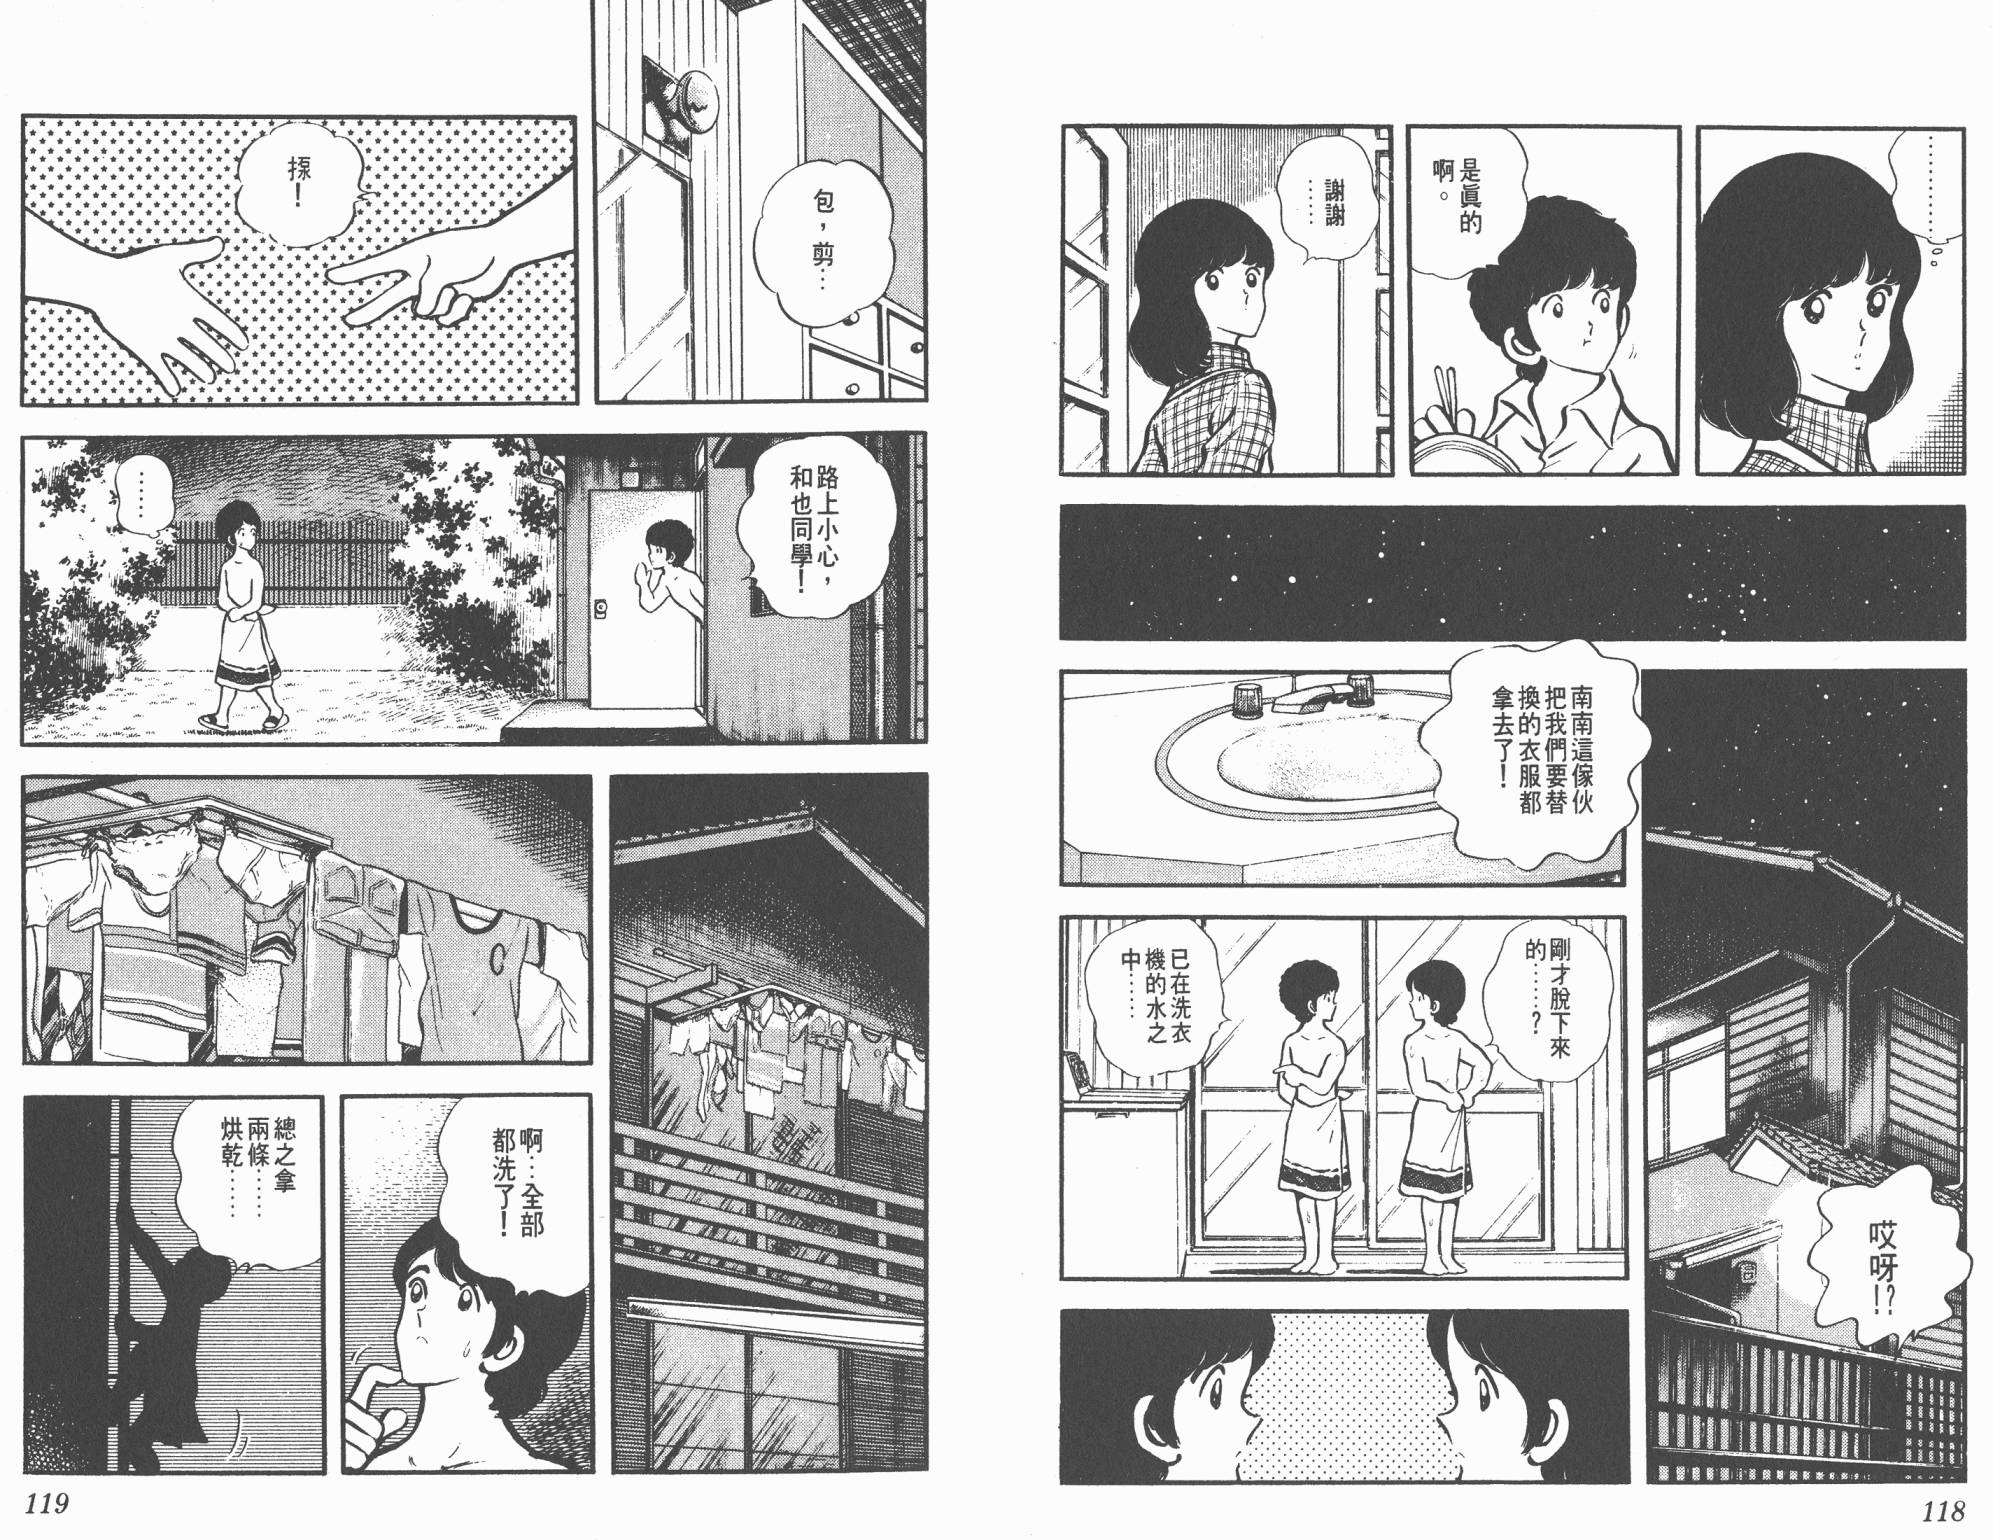 …………
是眞的
啊。
謝謝
……
哎呀!?
南南這傢伙
把我們要替
換的衣服都
拿去了!
剛才脫下來
的……?
已在洗衣
機的水之
中……
118
包，剪…
揼!
路上小心，
和也同學!
……
啊…全部
都洗了!
總之拿
兩條……
烘乾……
119